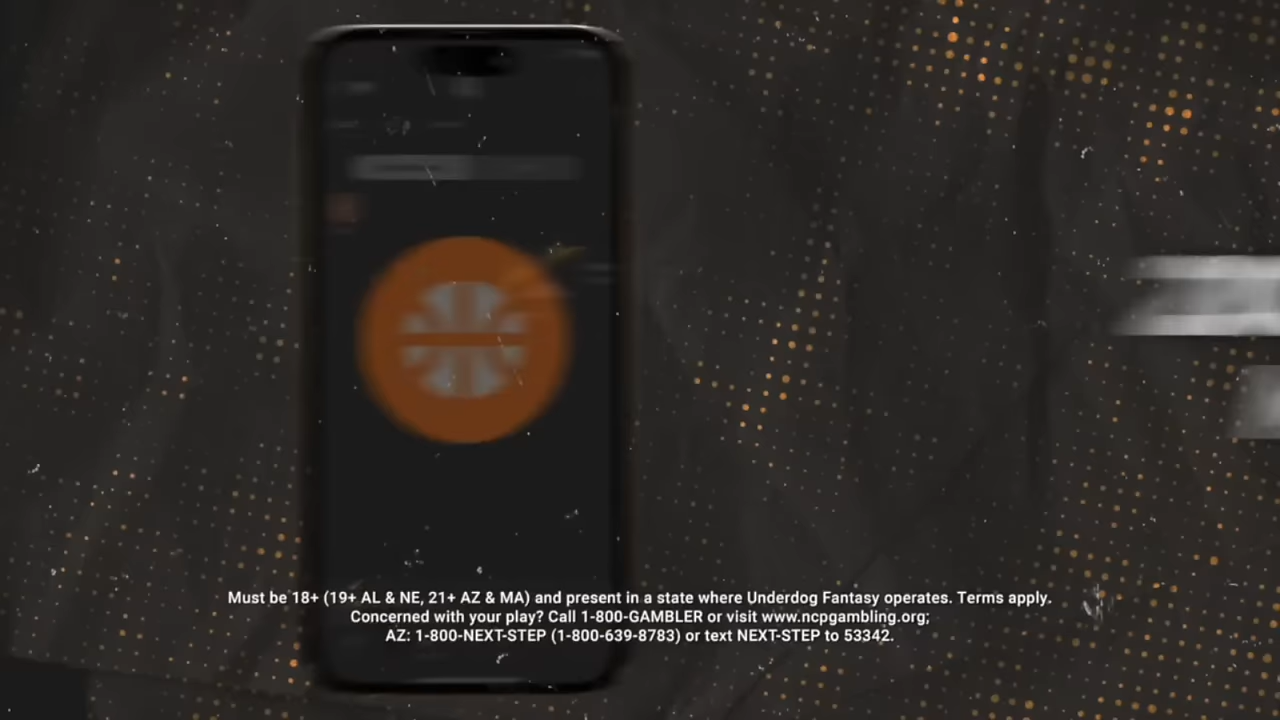 Must be 18+ (19+ AL & NE, 21+ AZ & MA) and present in a state where Underdog Fantasy operates. Terms apply.
Concerned with your play? Call 1-800-GAMBLER or visit www.ncpgambling.org;
AZ: 1-800-NEXT-STEP (1-800-639-8783) or text NEXT-STEP to 53342.